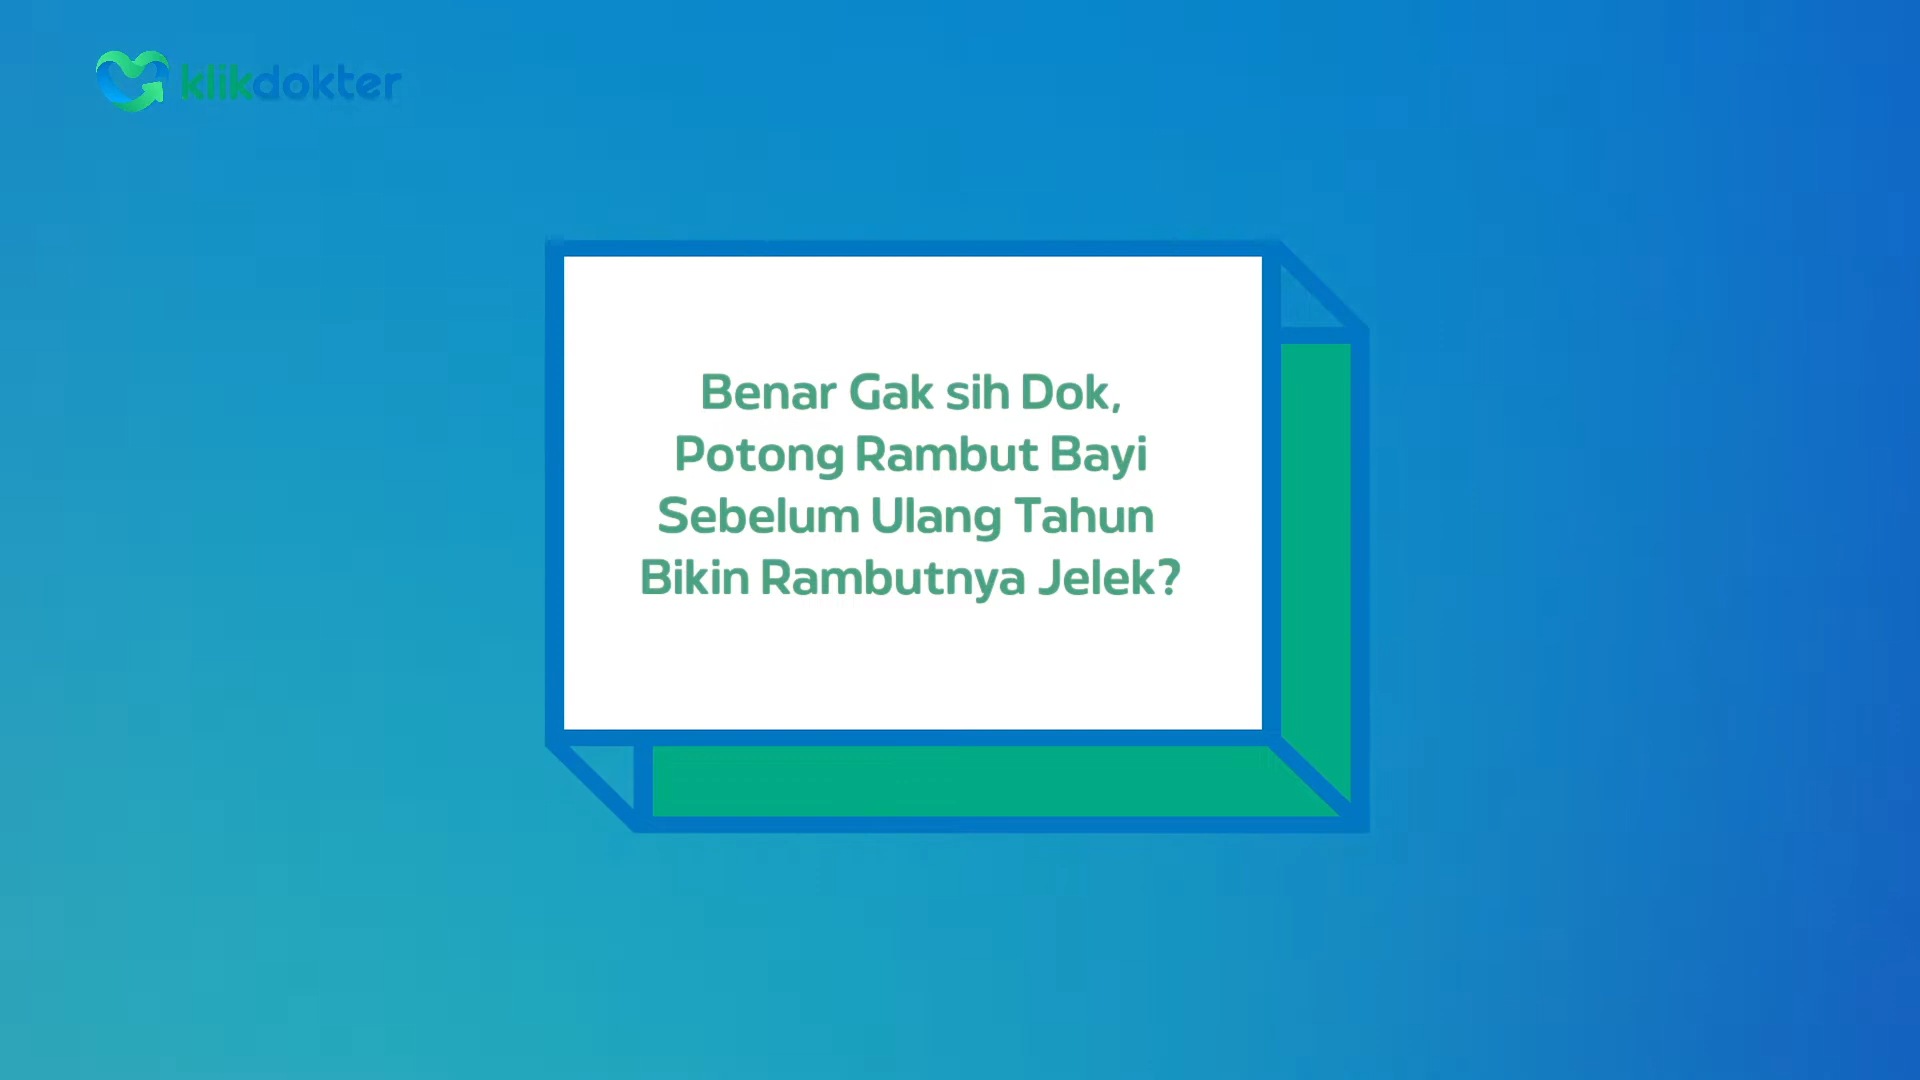 klikdokter
Benar Gak sih Dok,
Potong Rambut Bayi
Sebelum Ulang Tahun
Bikin Rambutnya Jelek?